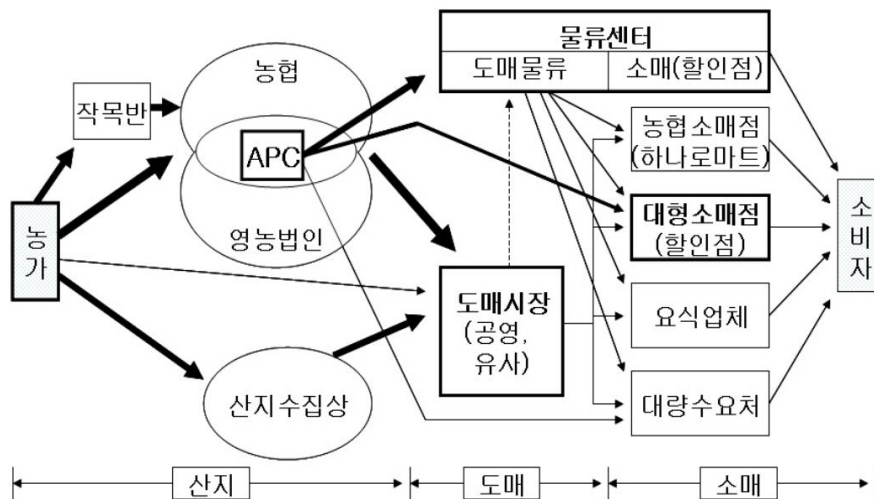 물류센터
도매물류
소매(할인점)
농협
작목반
APC
영농법인
농가
도매시장
(공영,
유사)
산지수집상
농협소매점
(하나로마트)
대형소매점
(할인점)
요식업체
대량수요처
소비자
산지
도매
소매